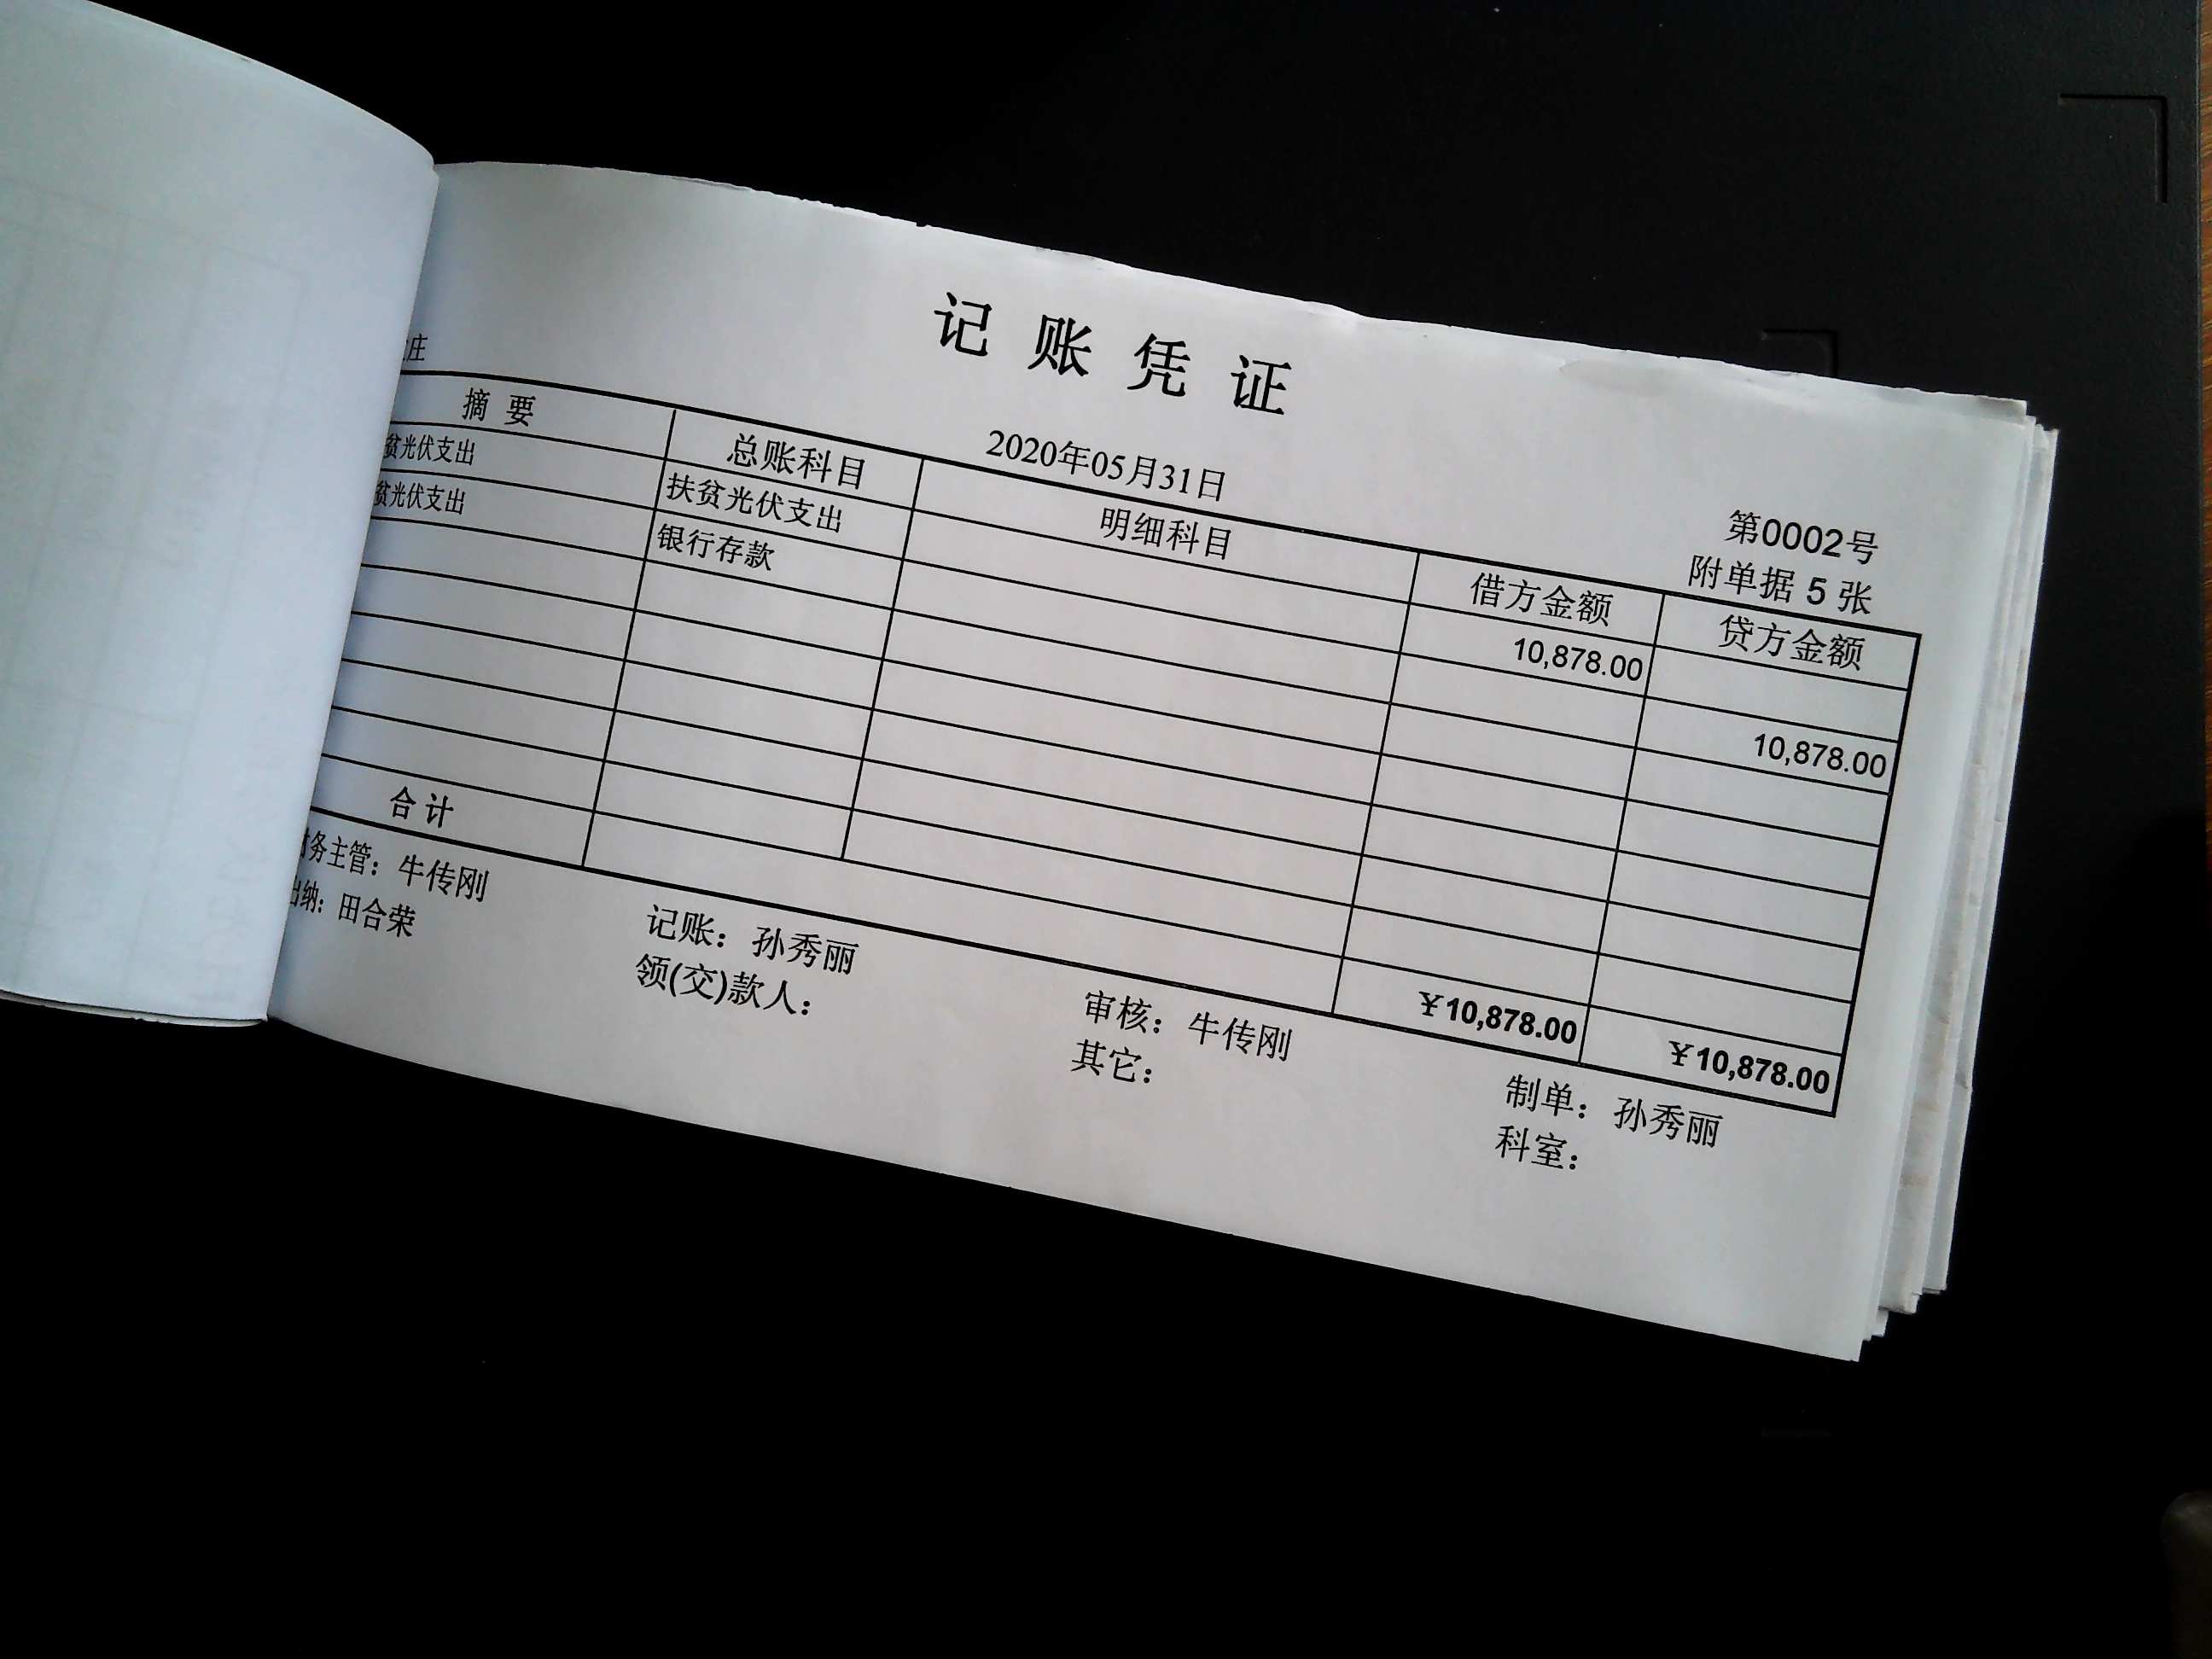 记账凭证
庄
2020年05月31日
第0002号
附单据 5 张
摘要 总账科目 明细科目 借方金额 贷方金额
贫光伏支出 扶贫光伏支出 10,878.00
贫光伏支出 银行存款 10,878.00
合计 ¥10,878.00 ¥10,878.00
财务主管：牛传刚 记账：孙秀丽 审核：牛传刚 制单：孙秀丽
出纳：田合荣 领(交)款人： 其它： 科室：